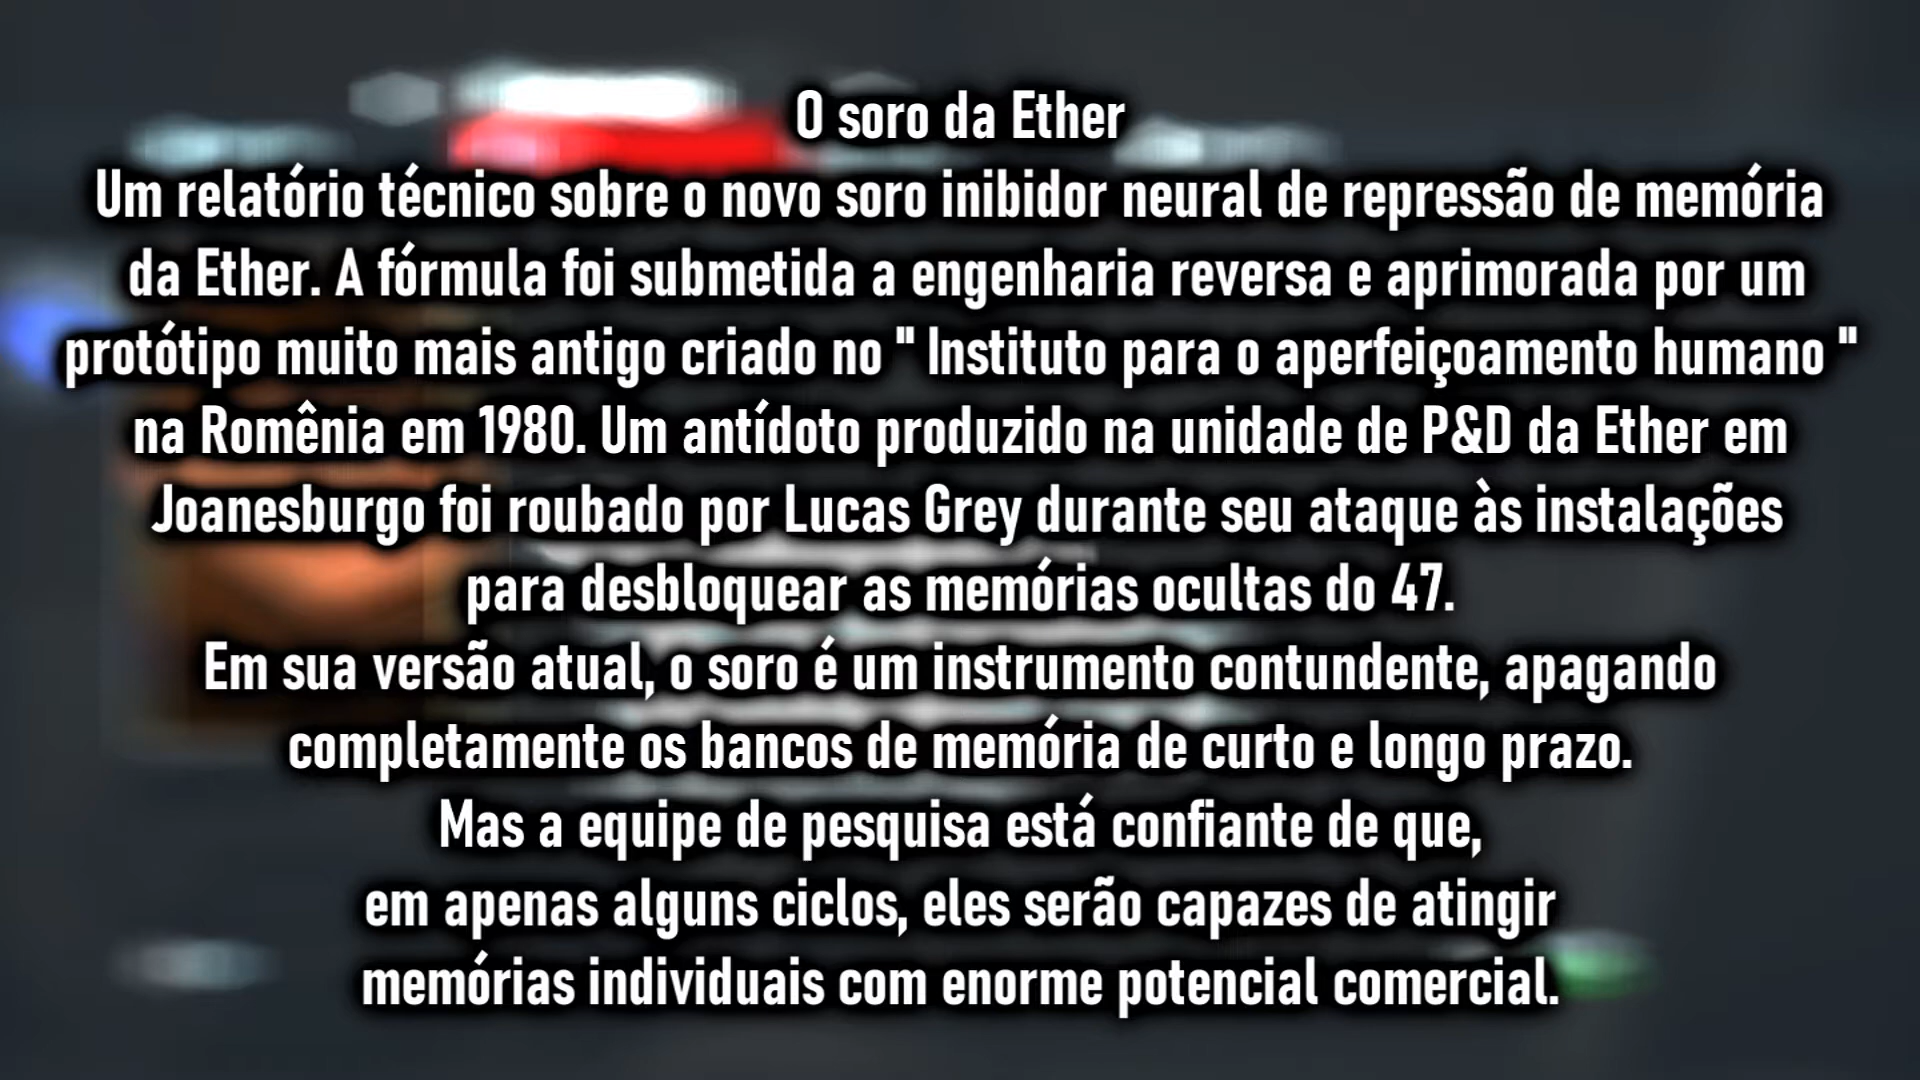 O soro da Ether
Um relatório técnico sobre o novo soro inibidor neural de repressão de memória
da Ether. A fórmula foi submetida a engenharia reversa e aprimorada por um
protótipo muito mais antigo criado no " Instituto para o aperfeiçoamento humano "
na Romênia em 1980. Um antídoto produzido na unidade de P&D da Ether em
Joanesburgo foi roubado por Lucas Grey durante seu ataque às instalações
para desbloquear as memórias ocultas do 47.
Em sua versão atual, o soro é um instrumento contundente, apagando
completamente os bancos de memória de curto e longo prazo.
Mas a equipe de pesquisa está confiante de que,
em apenas alguns ciclos, eles serão capazes de atingir
memórias individuais com enorme potencial comercial.